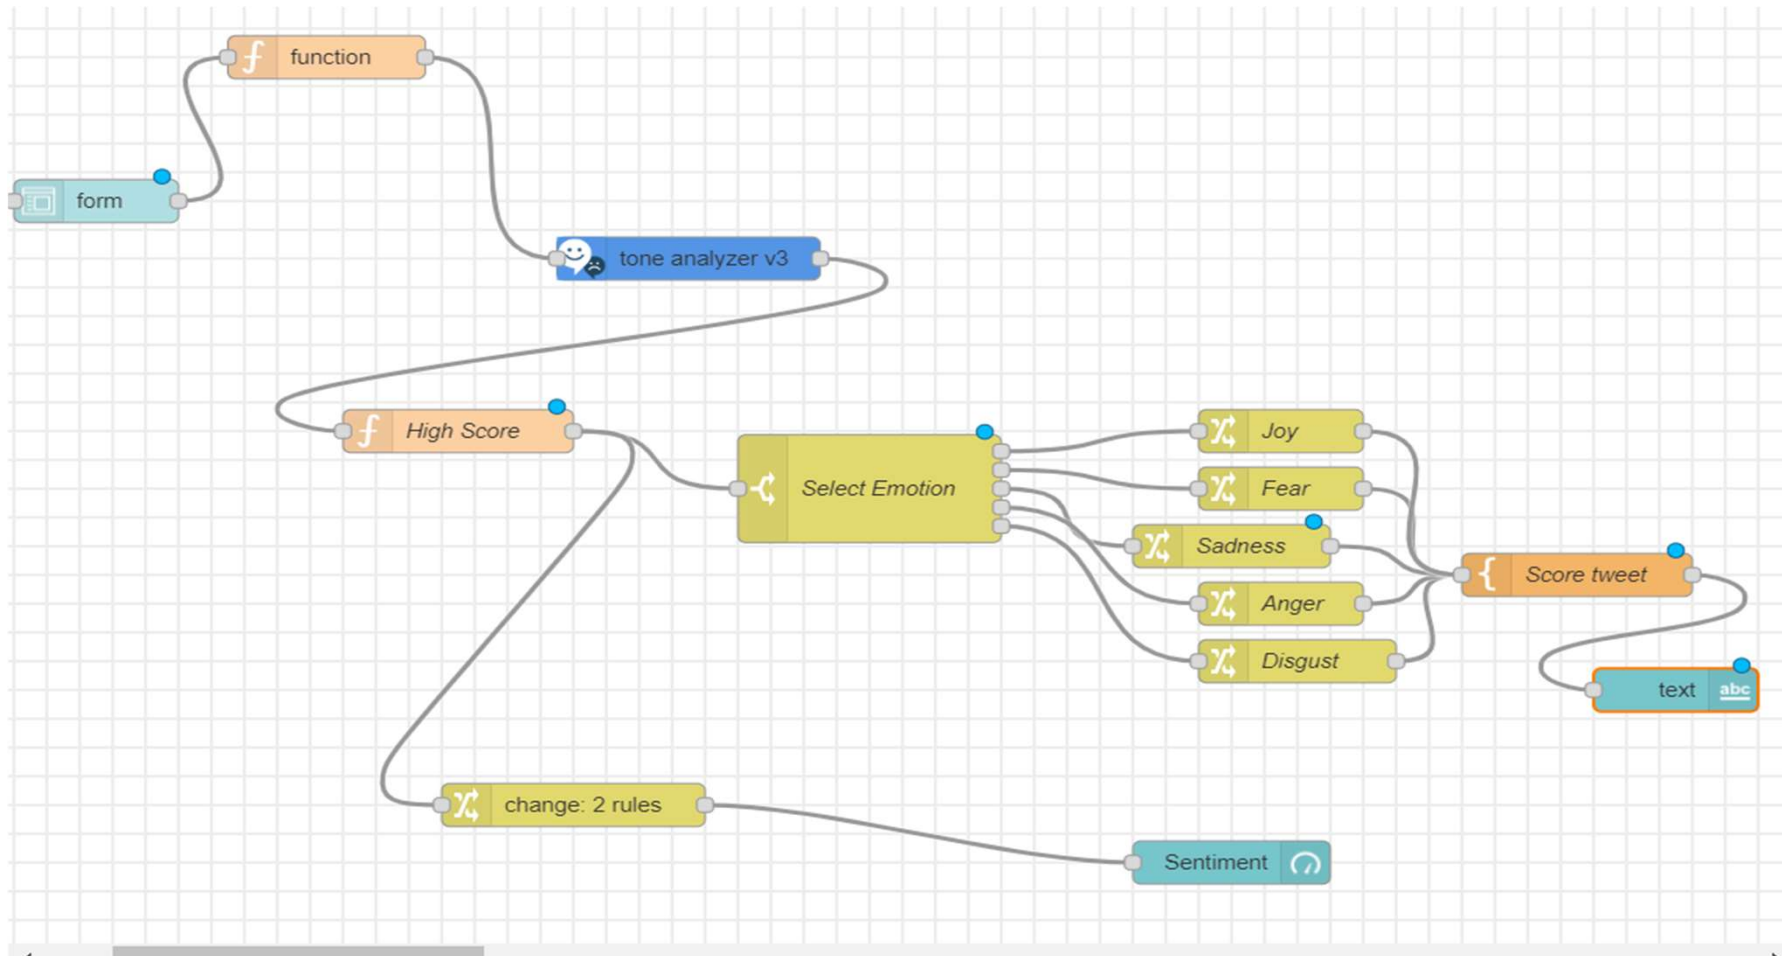 function
form
tone analyzer v3
High Score
Select Emotion
Joy
Fear
Sadness
Anger
Disgust
Score tweet
text abc
change: 2 rules
Sentiment